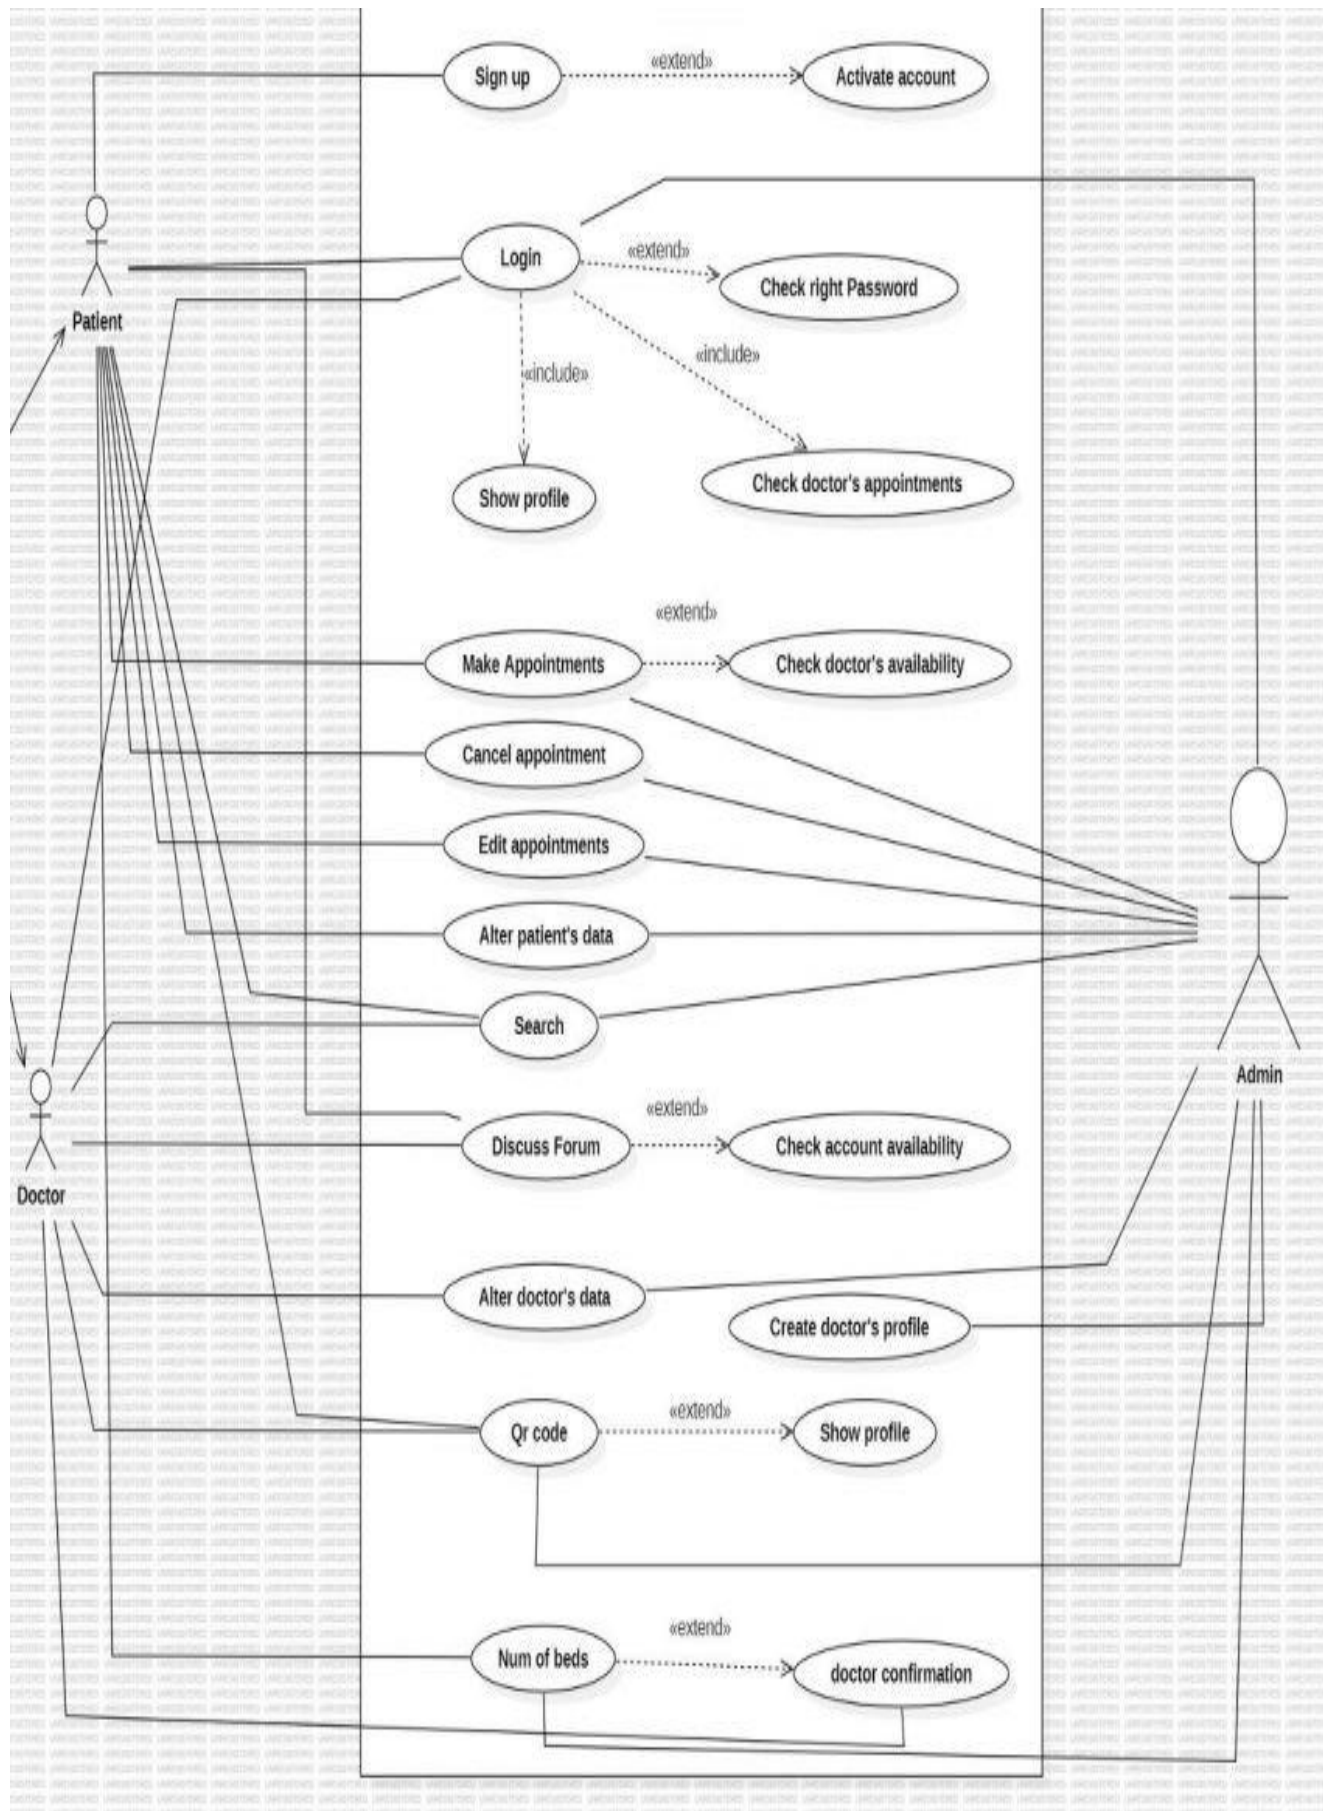 Sign up
«extend»
Activate account
Login
«extend»
Check right Password
Patient
«include»
«include»
Show profile
Check doctor's appointments
«extend»
Make Appointments
Check doctor's availability
Cancel appointment
Edit appointments
Alter patient's data
Search
Admin
«extend»
Discuss Forum
Check account availability
Doctor
Alter doctor's data
Create doctor's profile
«extend»
Qr code
Show profile
«extend»
Num of beds
doctor confirmation